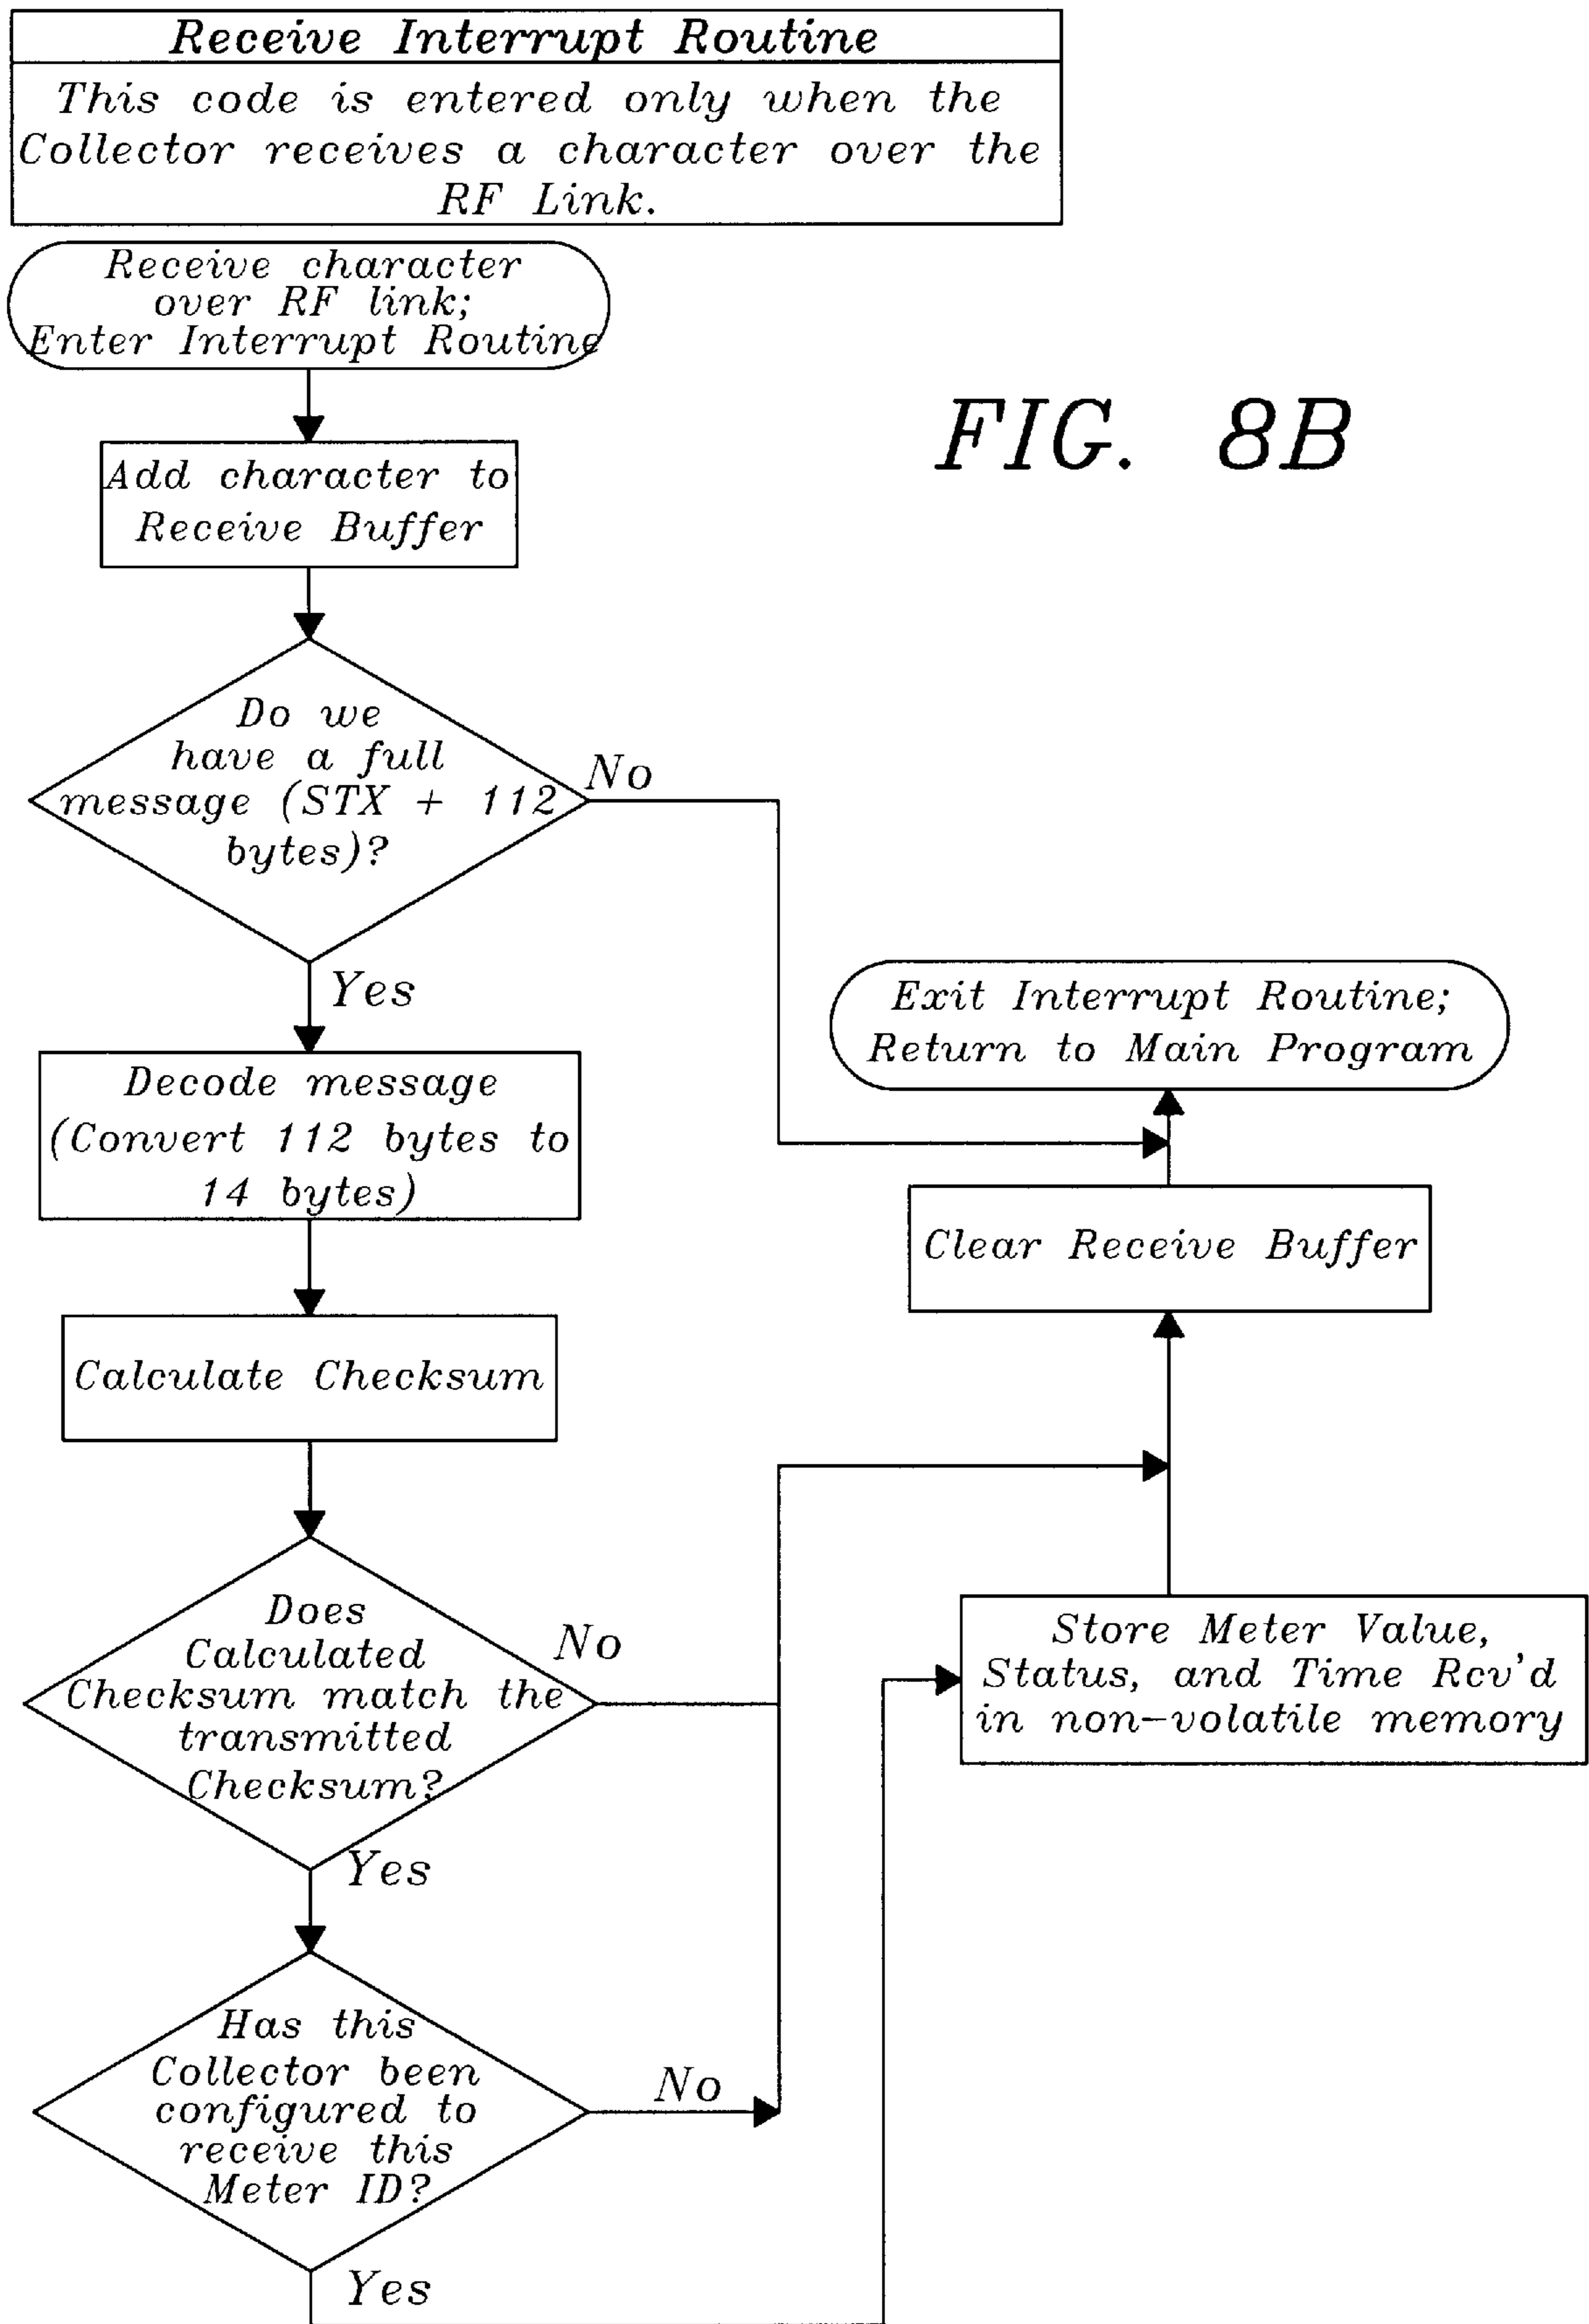 Receive Interrupt Routine
This code is entered only when the
Collector receives a character over the
RF Link.
Receive character
over RF link;
Enter Interrupt Routine
FIG. 8B
Add character to
Receive Buffer
Do we
have a full
message (STX + 112
bytes)?
No
Yes
Exit Interrupt Routine;
Return to Main Program
Decode message
(Convert 112 bytes to
14 bytes)
Clear Receive Buffer
Calculate Checksum
Does
Calculated
Checksum match the
transmitted
Checksum?
No
Yes
Store Meter Value,
Status, and Time Rcv'd
in non-volatile memory
Has this
Collector been
configured to
receive this
Meter ID?
No
Yes